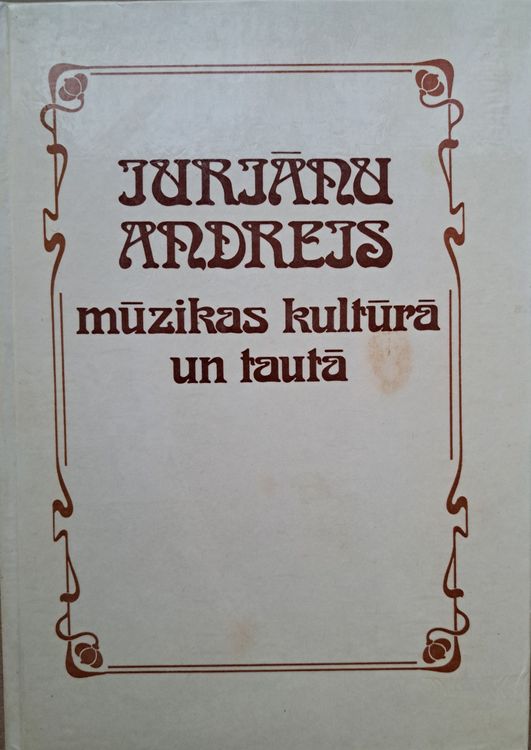 JURJĀNU
ANDREJS
mūzikas kultūrā
un tautā